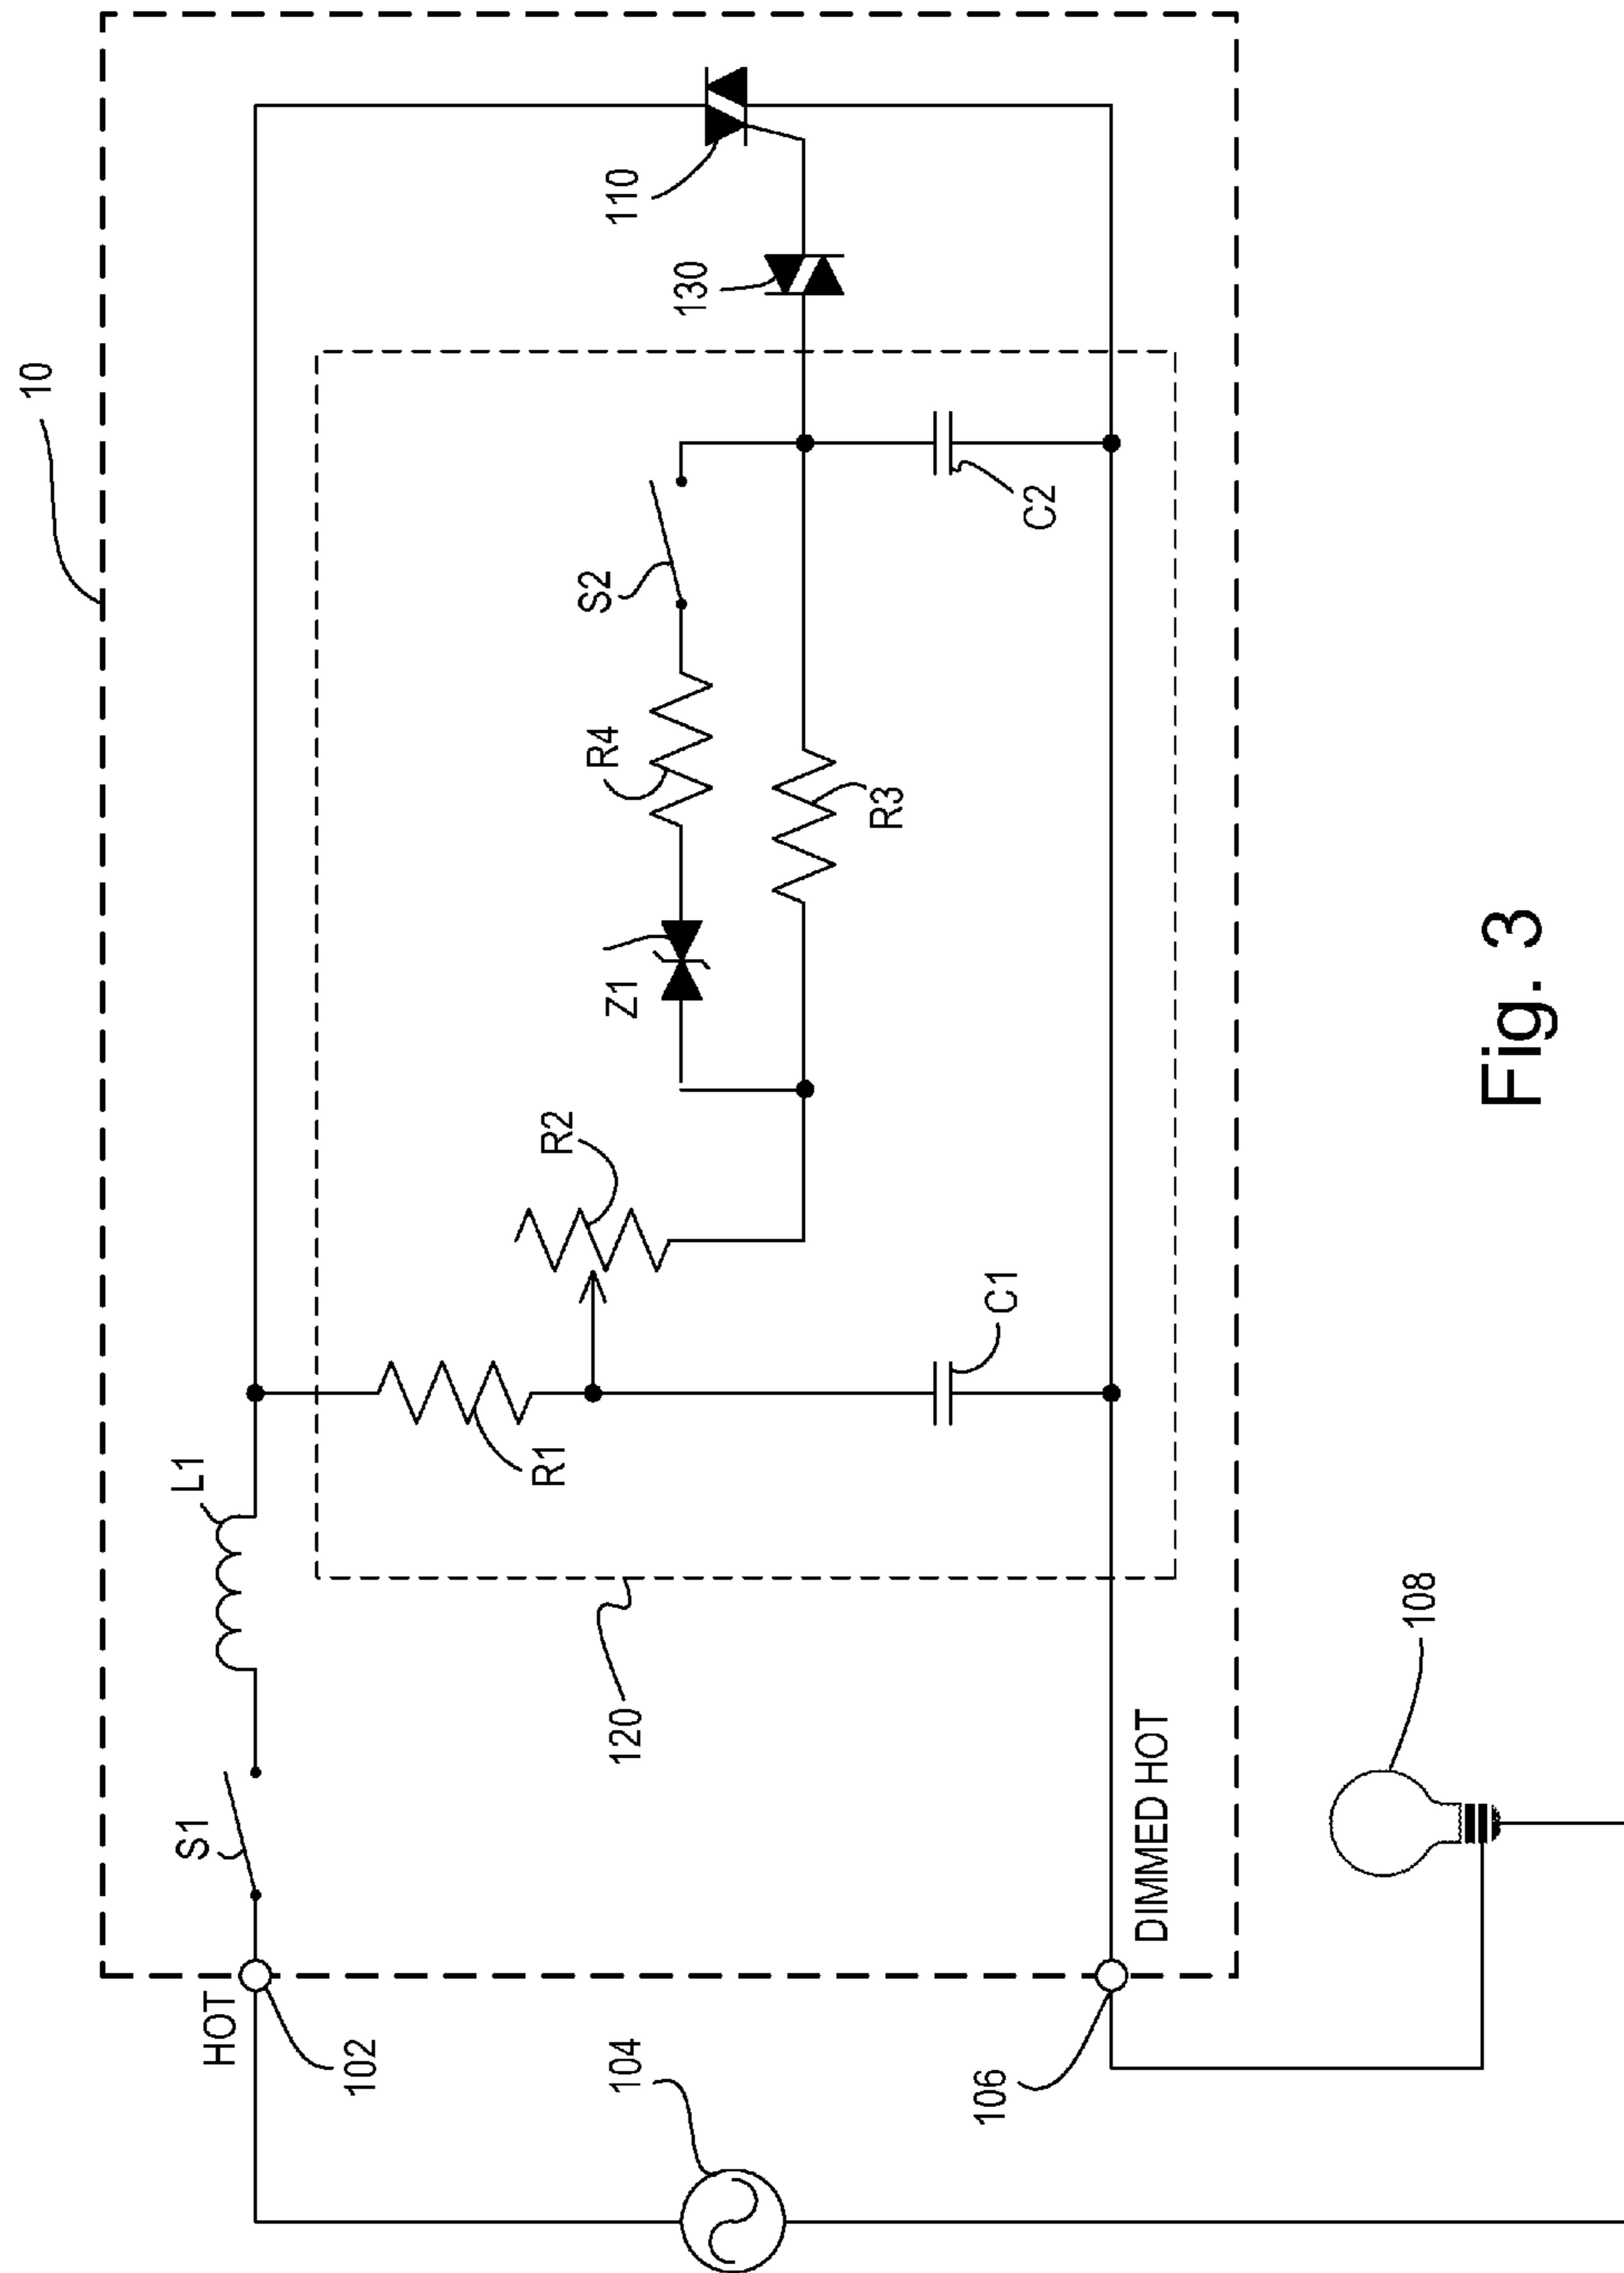 10
HOT
102
S1
L1
104
120
R1
R2
C1
Z1
R4
R3
S2
C2
130
110
106
DIMMED HOT
108
Fig. 3